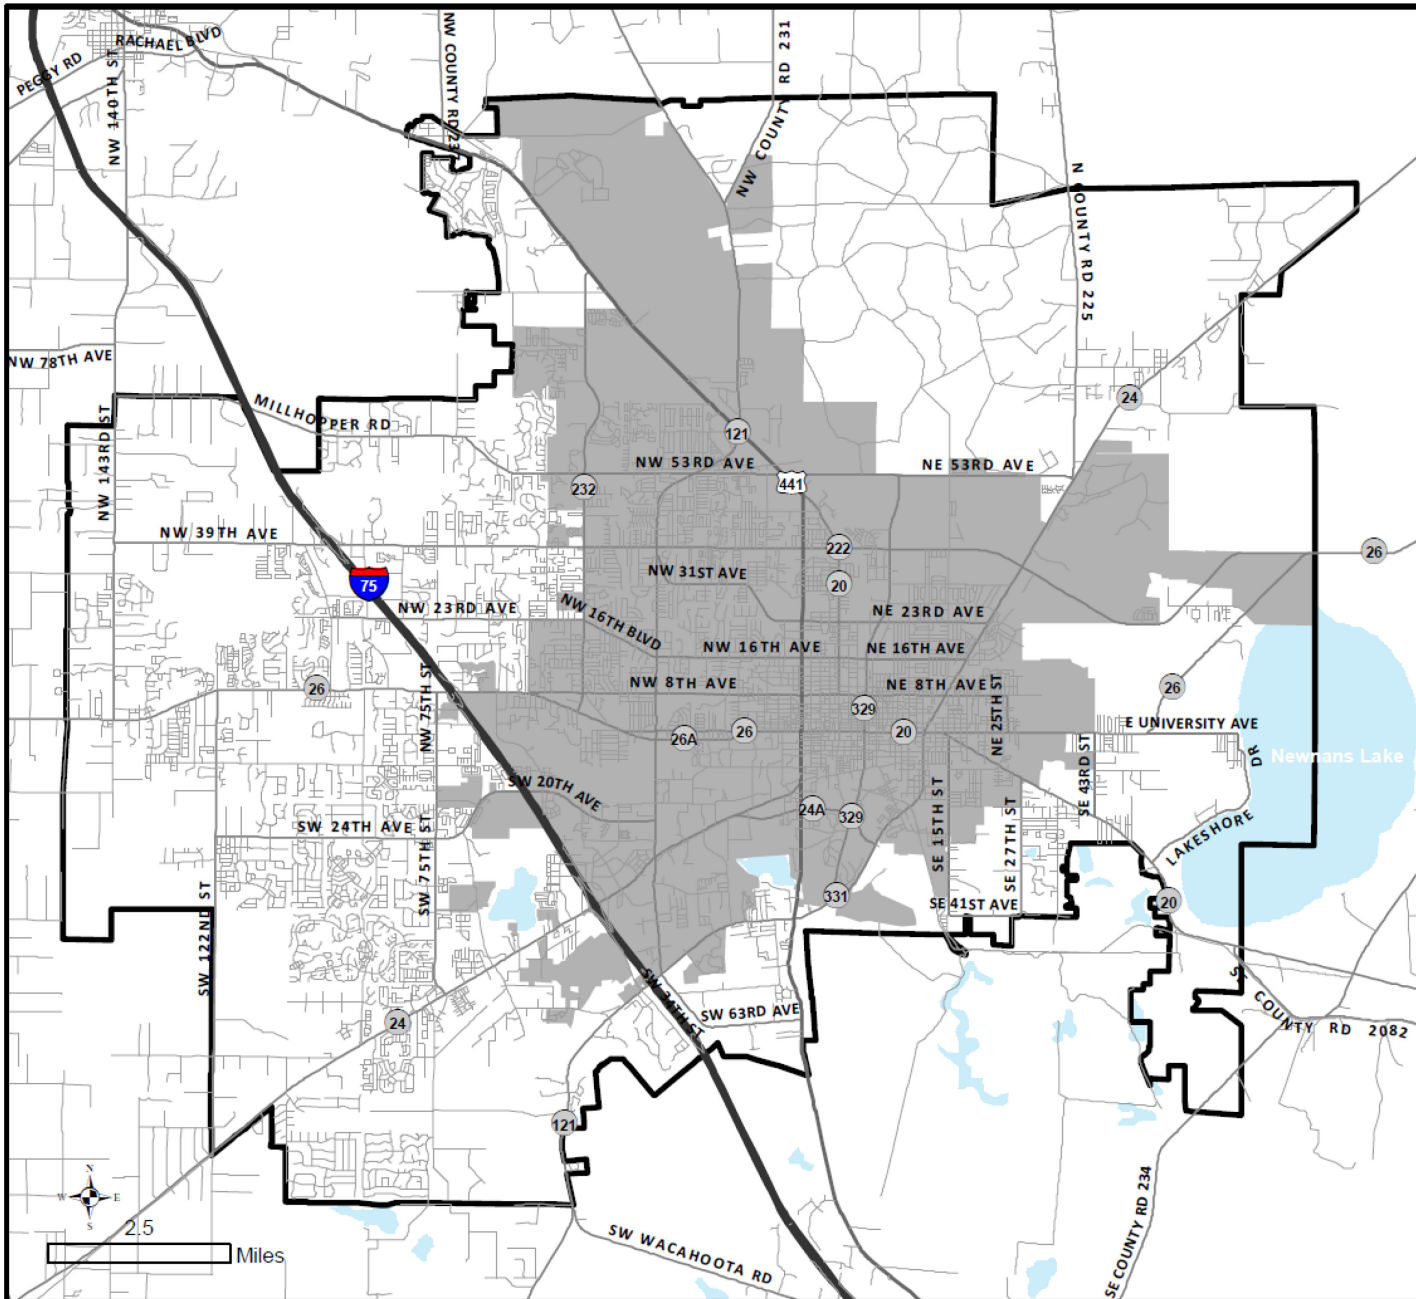 RACHAEL BLVD
PEGGY RD
NW 140TH ST
NW COUNTY RD 237
NW COUNTY RD 231
N COUNTY RD 225
NW 78TH AVE
MILLHOPPER RD
NW 143RD ST
24
121
NW 53RD AVE
NE 53RD AVE
441
232
NW 39TH AVE
222
26
75
NW 31ST AVE
20
NW 23RD AVE
NW 16TH BLVD
NE 23RD AVE
NW 16TH AVE
NE 16TH AVE
NW 75TH ST
26
NW 8TH AVE
NE 8TH AVE
NE 25TH ST
26
329
26A
26
20
E UNIVERSITY AVE
SE 43RD ST
DR
Newnans Lake
SW 20TH AVE
SW 24TH AVE
SW 75TH ST
24A
329
SE 15TH ST
SE 27TH ST
LAKESHORE
331
SE 41ST AVE
20
SW 122ND ST
SW 34TH ST
SW 63RD AVE
24
SE COUNTY RD 2082
121
N
W E
S
2.5
Miles
SW WACAHOOTA RD
SE COUNTY RD 234